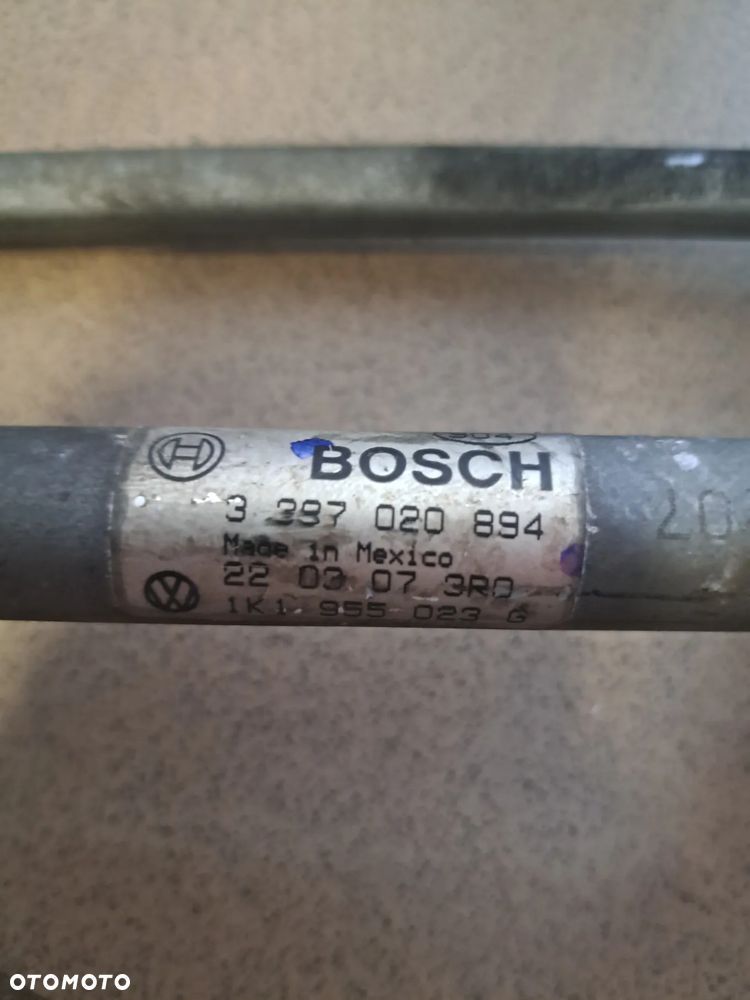 BOSCH
3 397 020 894
Made in Mexico
22 03 07 3R0
1K1 955 023 G
OTOMOTO